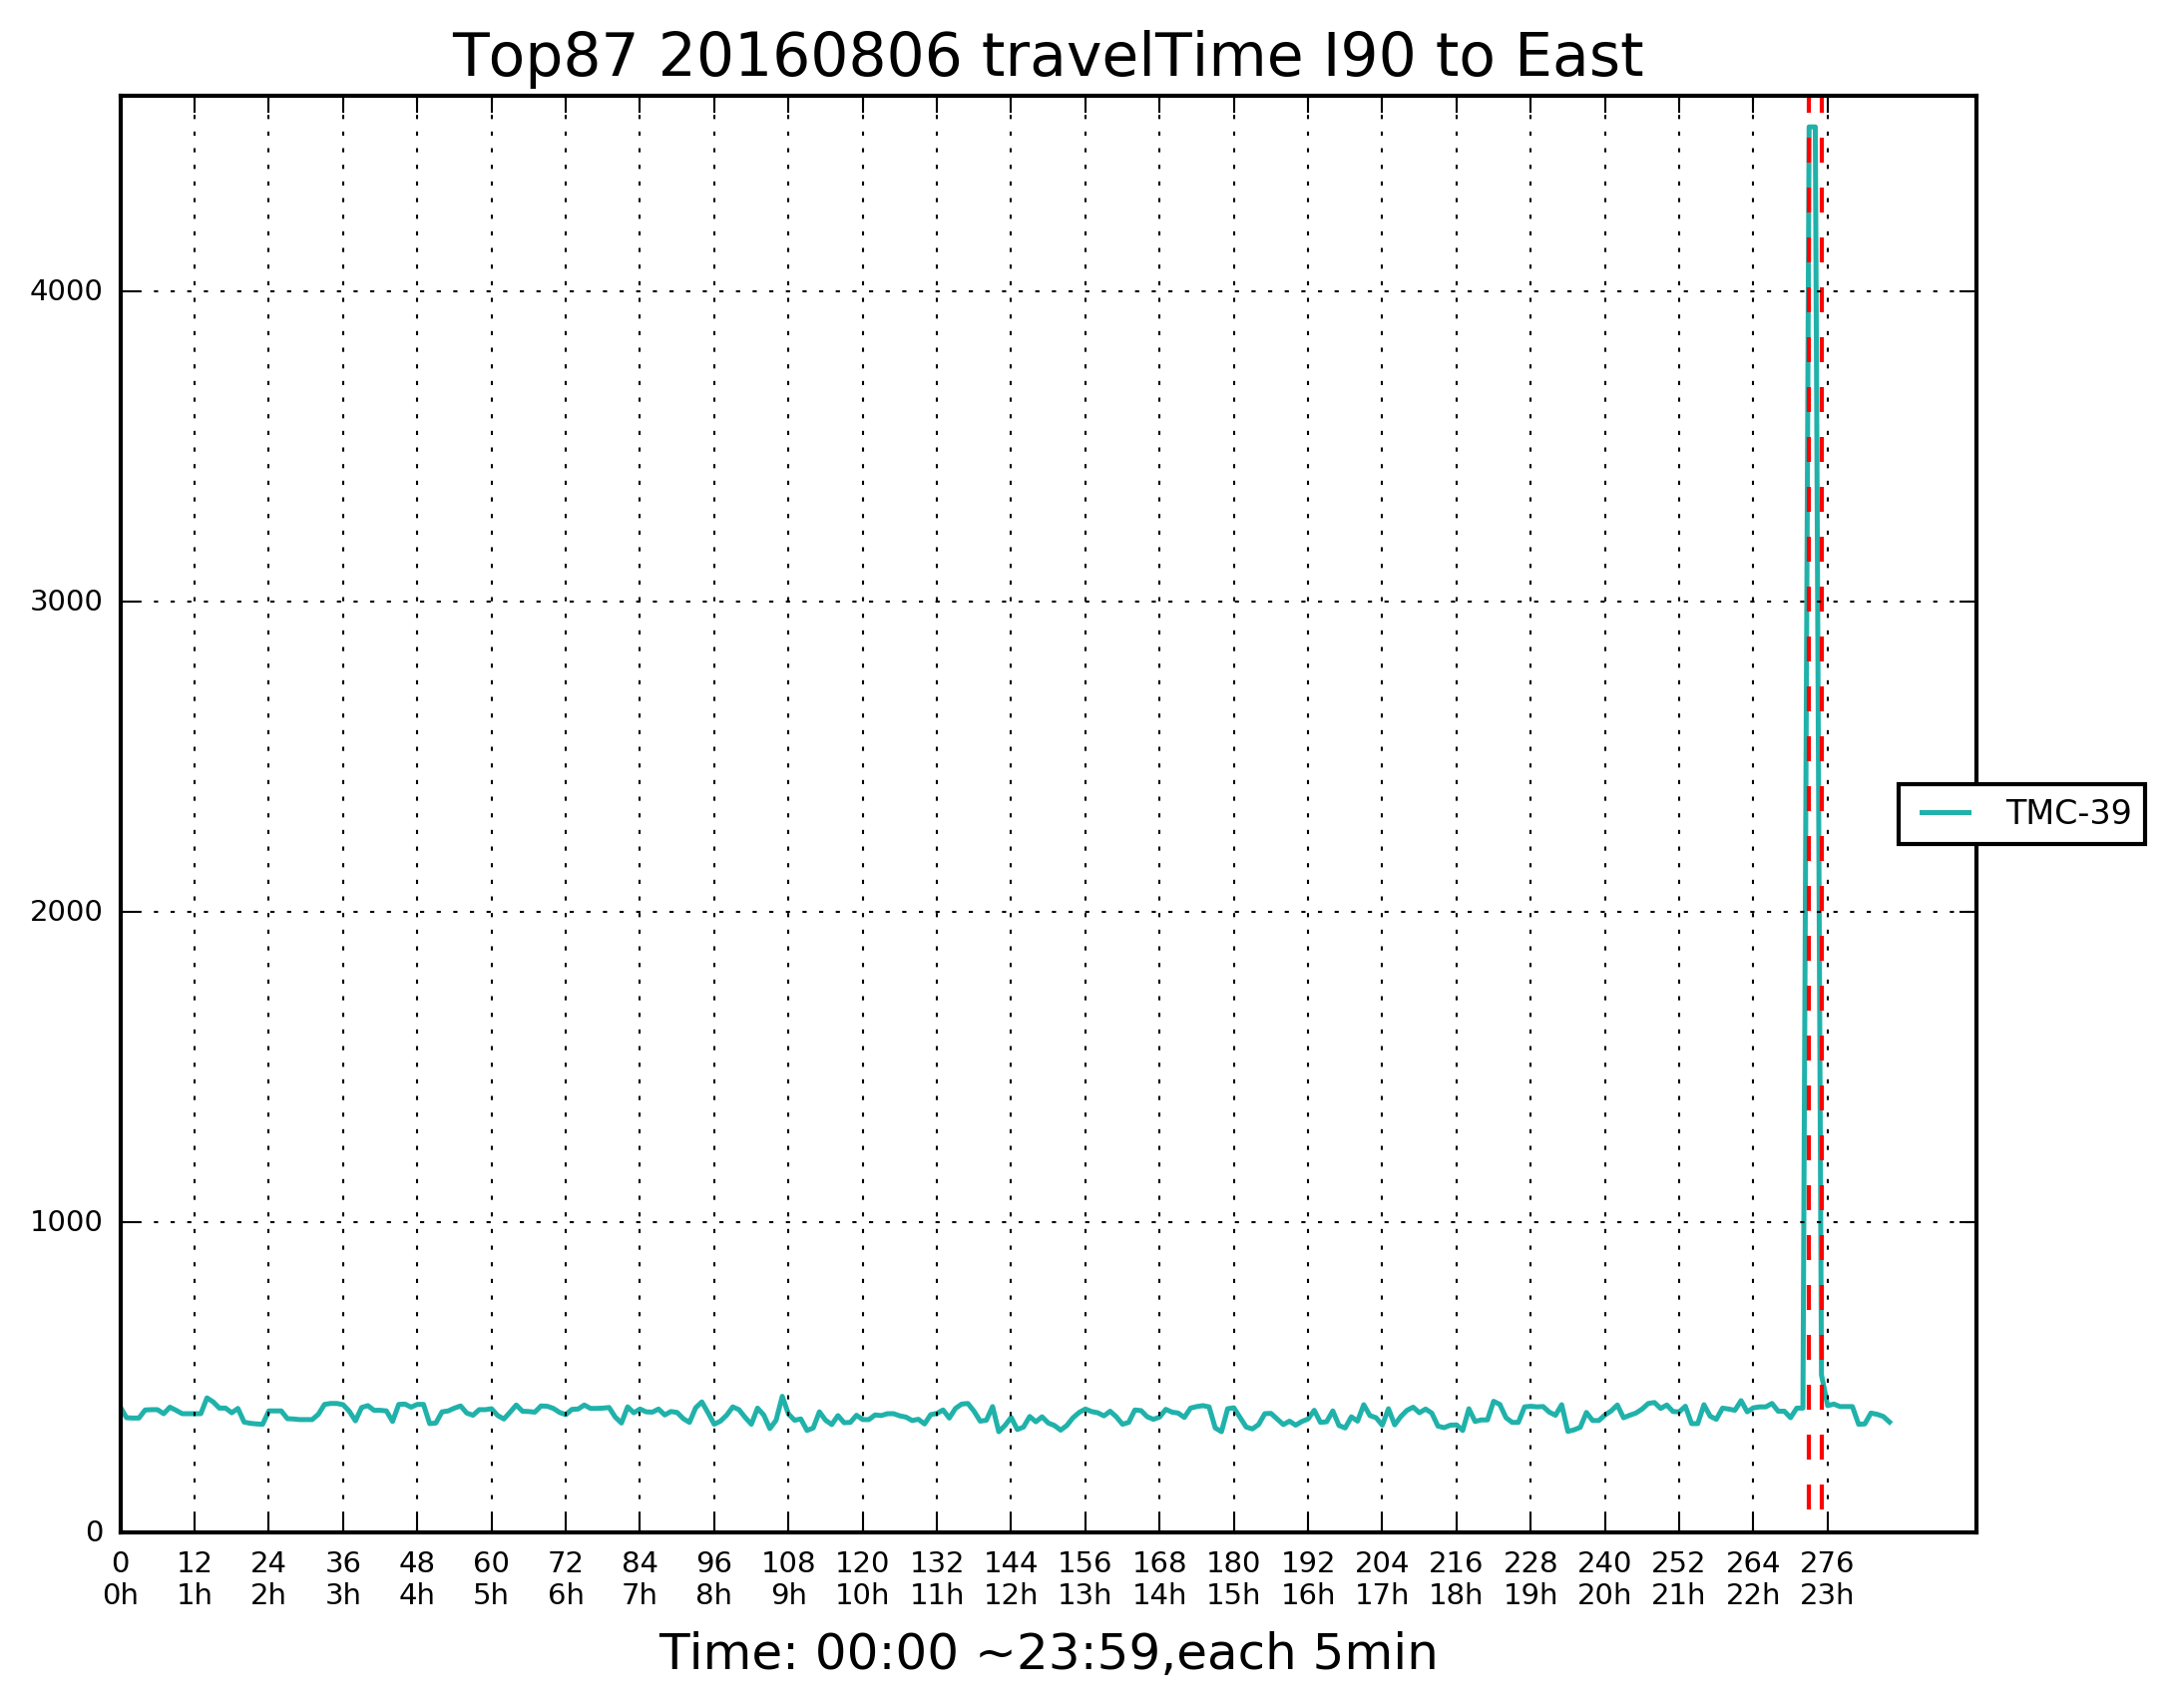 Top87 20160806 travelTime I90 to East
4000
3000
2000
1000
0
TMC-39
0 12 24 36 48 60 72 84 96 108 120 132 144 156 168 180 192 204 216 228 240 252 264 276
0h 1h 2h 3h 4h 5h 6h 7h 8h 9h 10h 11h 12h 13h 14h 15h 16h 17h 18h 19h 20h 21h 22h 23h
Time: 00:00 ~23:59,each 5min